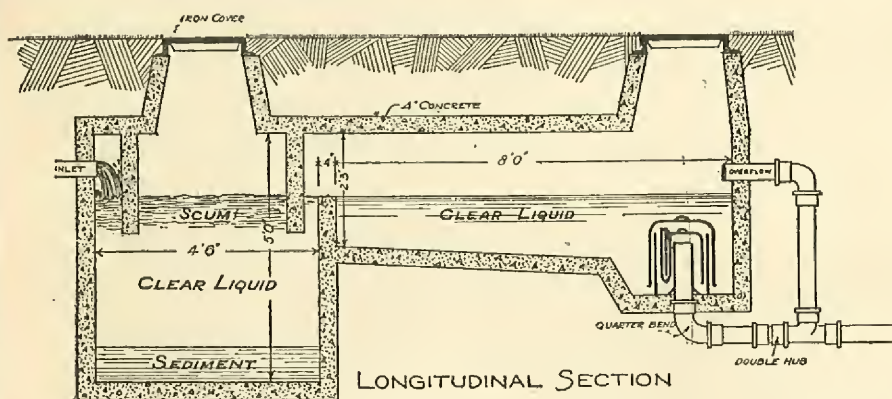 IRON COVER
4" CONCRETE
INLET
4"
2'5"
8'0"
OVERFLOW
SCUM
CLEAR LIQUID
5'0"
4'6"
CLEAR LIQUID
SEDIMENT
QUARTER BEND
DOUBLE HUB
LONGITUDINAL SECTION